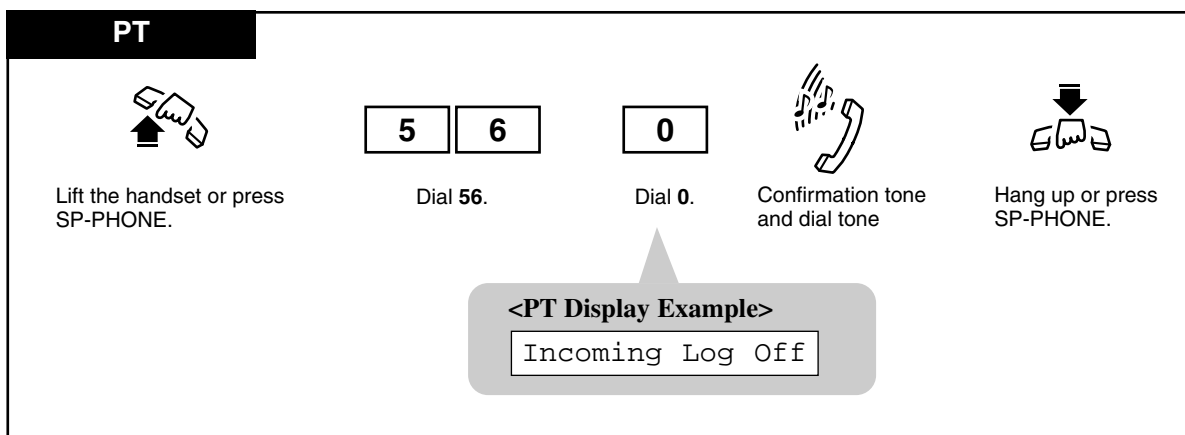 PT
5 6 0
Lift the handset or press
SP-PHONE.
Dial 56.
Dial 0.
Confirmation tone
and dial tone
Hang up or press
SP-PHONE.
<PT Display Example>
Incoming Log Off